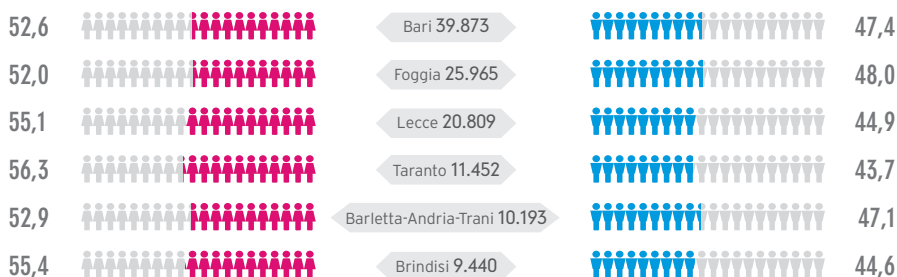 52,6 Bari 39.873 47,4
52,0 Foggia 25.965 48,0
55,1 Lecce 20.809 44,9
56,3 Taranto 11.452 43,7
52,9 Barletta-Andria-Trani 10.193 47,1
55,4 Brindisi 9.440 44,6